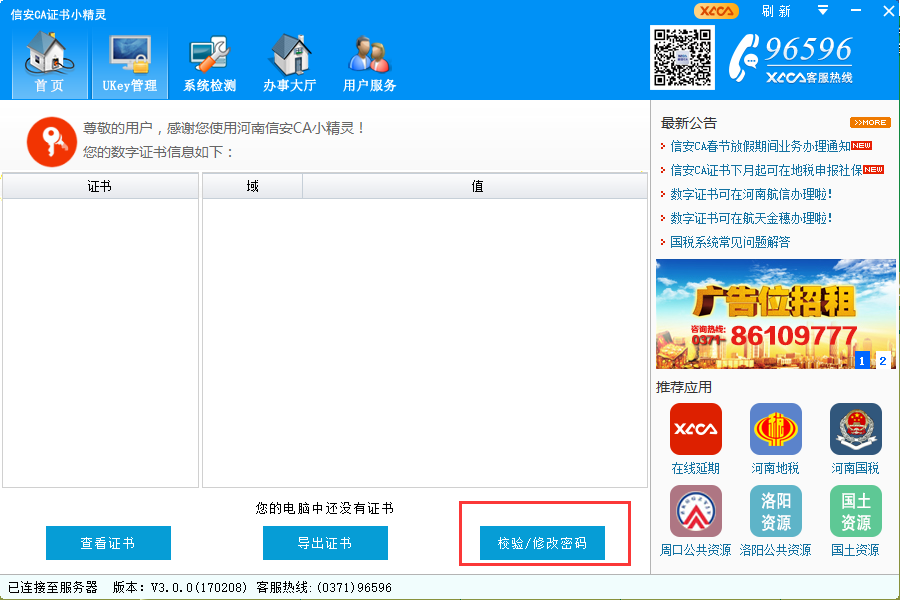 信安CA证书小精灵
XACA
刷新
首页
UKey管理
系统检测
办事大厅
用户服务
96596
XACA客服热线
尊敬的用户，感谢您使用河南信安CA小精灵！
您的数字证书信息如下：
证书
域
值
您的电脑中还没有证书
查看证书
导出证书
校验/修改密码
最新公告
>>MORE
信安CA春节放假期间业务办理通知NEW
信安CA证书下月起可在地税申报社保NEW
数字证书可在河南航信办理啦!
数字证书可在航天金穗办理啦!
国税系统常见问题解答
广告位招租
咨询热线:
0371-86109777
1 2
推荐应用
XACA
税
在线延期
河南地税
河南国税
洛阳
资源
国土
资源
周口公共资源
洛阳公共资源
国土资源
已连接至服务器 版本: V3.0.0(170208) 客服热线:(0371)96596